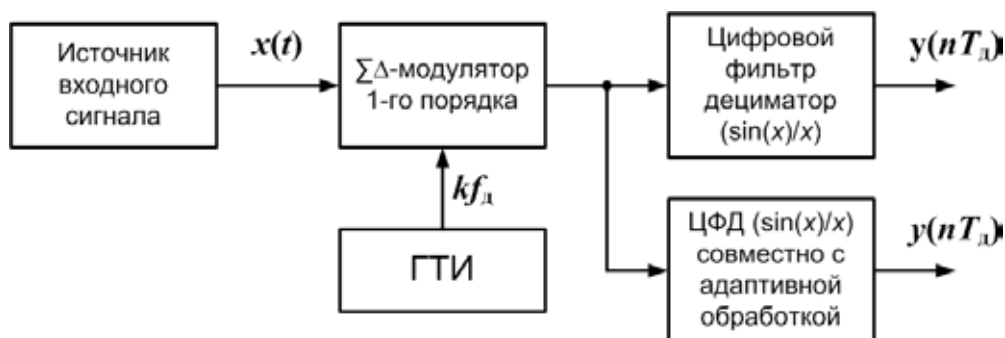 Источник
входного
сигнала
x(t)
∑Δ-модулятор
1-го порядка
kfд
ГТИ
Цифровой
фильтр
дециматор
(sin(x)/x)
y(nTд)
ЦФД (sin(x)/x)
совместно с
адаптивной
обработкой
y(nTд)